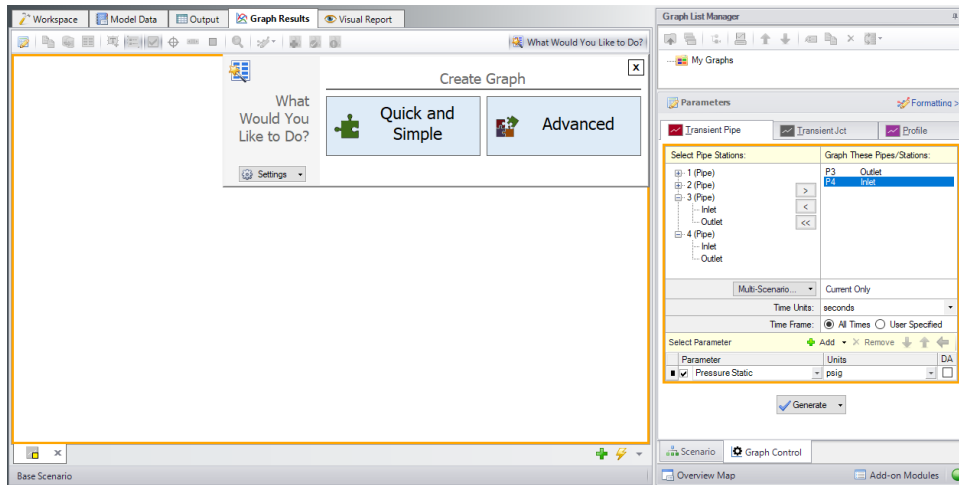 Workspace Model Data Output Graph Results Visual Report
What Would You Like to Do?
What
Would You
Like to Do?
Settings
Create Graph
X
Quick and
Simple
Advanced
Base Scenario
Graph List Manager
My Graphs
Parameters
Formatting >
Transient Pipe Transient Jct Profile
Select Pipe Stations: Graph These Pipes/Stations:
1 (Pipe)
2 (Pipe)
3 (Pipe)
Inlet
Outlet
4 (Pipe)
Inlet
Outlet
>
<
<<
P3 Outlet
P4 Inlet
Multi-Scenario... Current Only
Time Units: seconds
Time Frame: All Times User Specified
Select Parameter Add Remove
Parameter Units DA
Pressure Static psig
Generate
Scenario Graph Control
Overview Map Add-on Modules